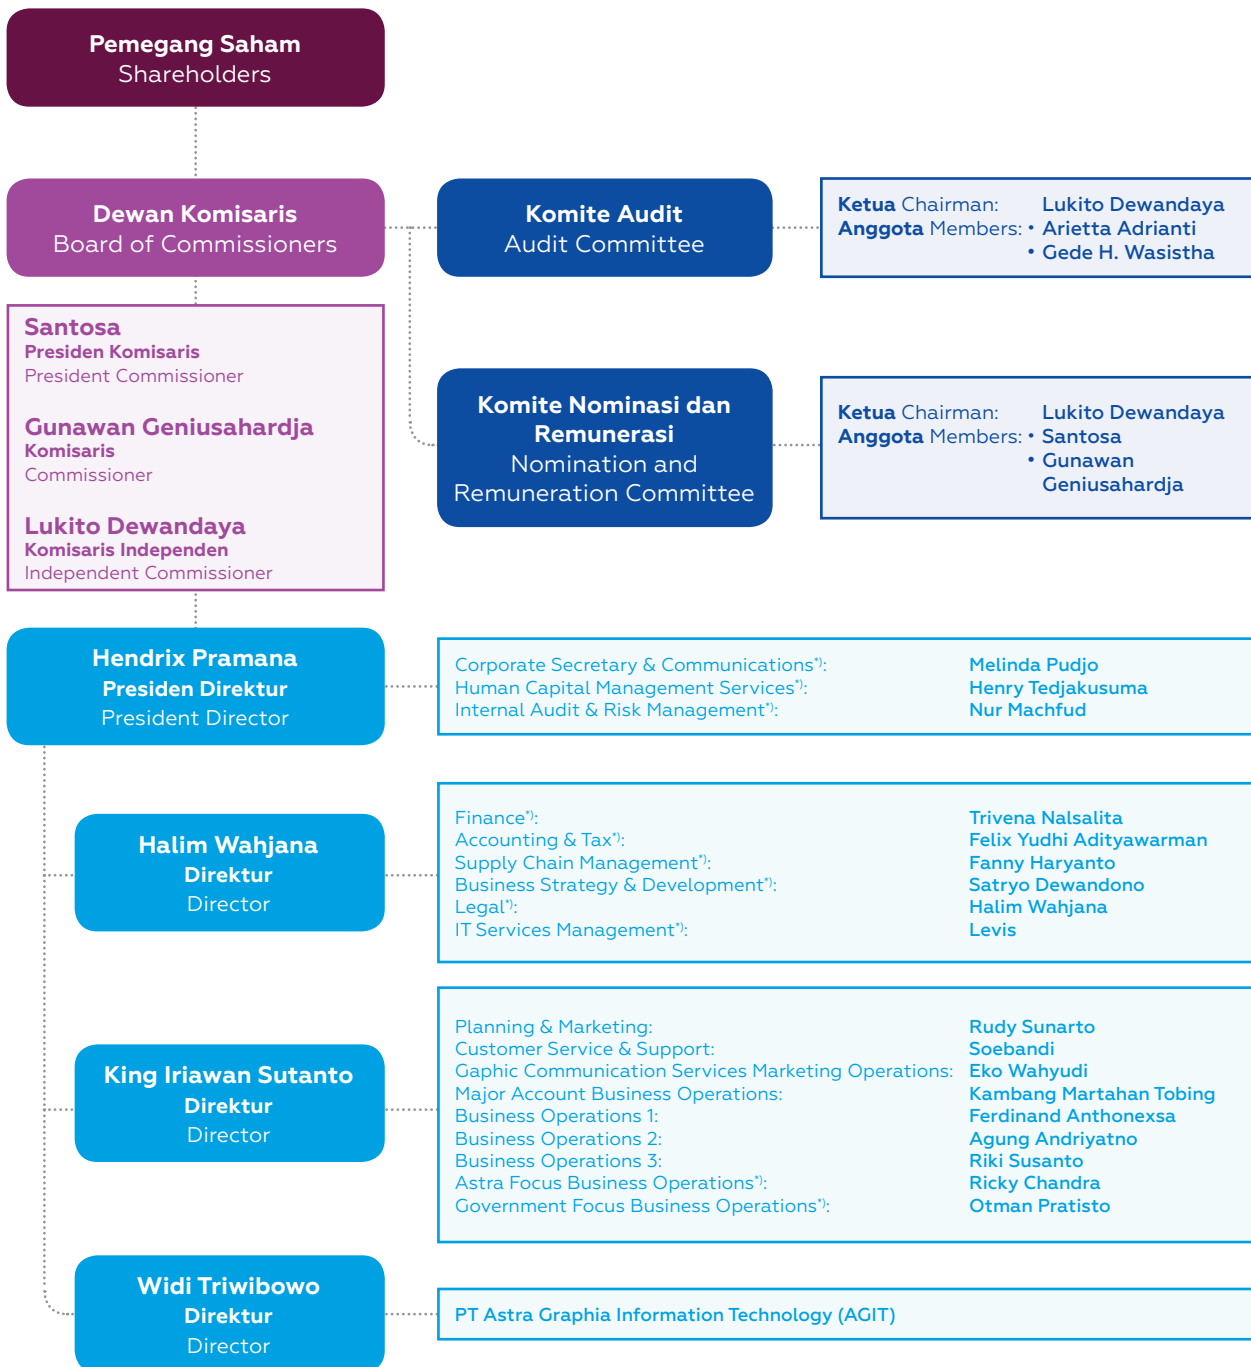 Pemegang Saham
Shareholders
Dewan Komisaris
Board of Commissioners
Komite Audit
Audit Committee
Ketua Chairman: Lukito Dewandaya
Anggota Members: • Arietta Adrianti
• Gede H. Wasistha
Santosa
Presiden Komisaris
President Commissioner
Gunawan Geniusahardja
Komisaris
Commissioner
Lukito Dewandaya
Komisaris Independen
Independent Commissioner
Komite Nominasi dan
Remunerasi
Nomination and
Remuneration Committee
Ketua Chairman: Lukito Dewandaya
Anggota Members: • Santosa
• Gunawan
Geniusahardja
Hendrix Pramana
Presiden Direktur
President Director
Corporate Secretary & Communications*): Melinda Pudjo
Human Capital Management Services*): Henry Tedjakusuma
Internal Audit & Risk Management*): Nur Machfud
Halim Wahjana
Direktur
Director
Finance*): Trivena Nalsalita
Accounting & Tax*): Felix Yudhi Adityawarman
Supply Chain Management*): Fanny Haryanto
Business Strategy & Development*): Satryo Dewandono
Legal*): Halim Wahjana
IT Services Management*): Levis
King Iriawan Sutanto
Direktur
Director
Planning & Marketing: Rudy Sunarto
Customer Service & Support: Soebandi
Gaphic Communication Services Marketing Operations: Eko Wahyudi
Major Account Business Operations: Kambang Martahan Tobing
Business Operations 1: Ferdinand Anthonexsa
Business Operations 2: Agung Andriyatno
Business Operations 3: Riki Susanto
Astra Focus Business Operations*): Ricky Chandra
Government Focus Business Operations*): Otman Pratisto
Widi Triwibowo
Direktur
Director
PT Astra Graphia Information Technology (AGIT)